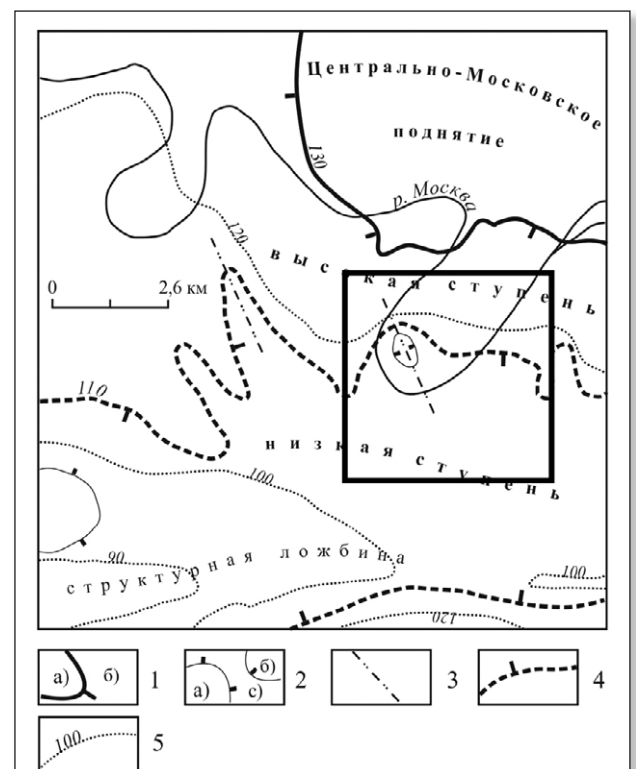 Центрально-Московское
поднятие
130
р. Москва
120
высокая ступень
0 2,6 км
110
низкая ступень
100
90
структурная ложбина
100
120
а) б) 1
а) б) с) 2
3
4
100 5